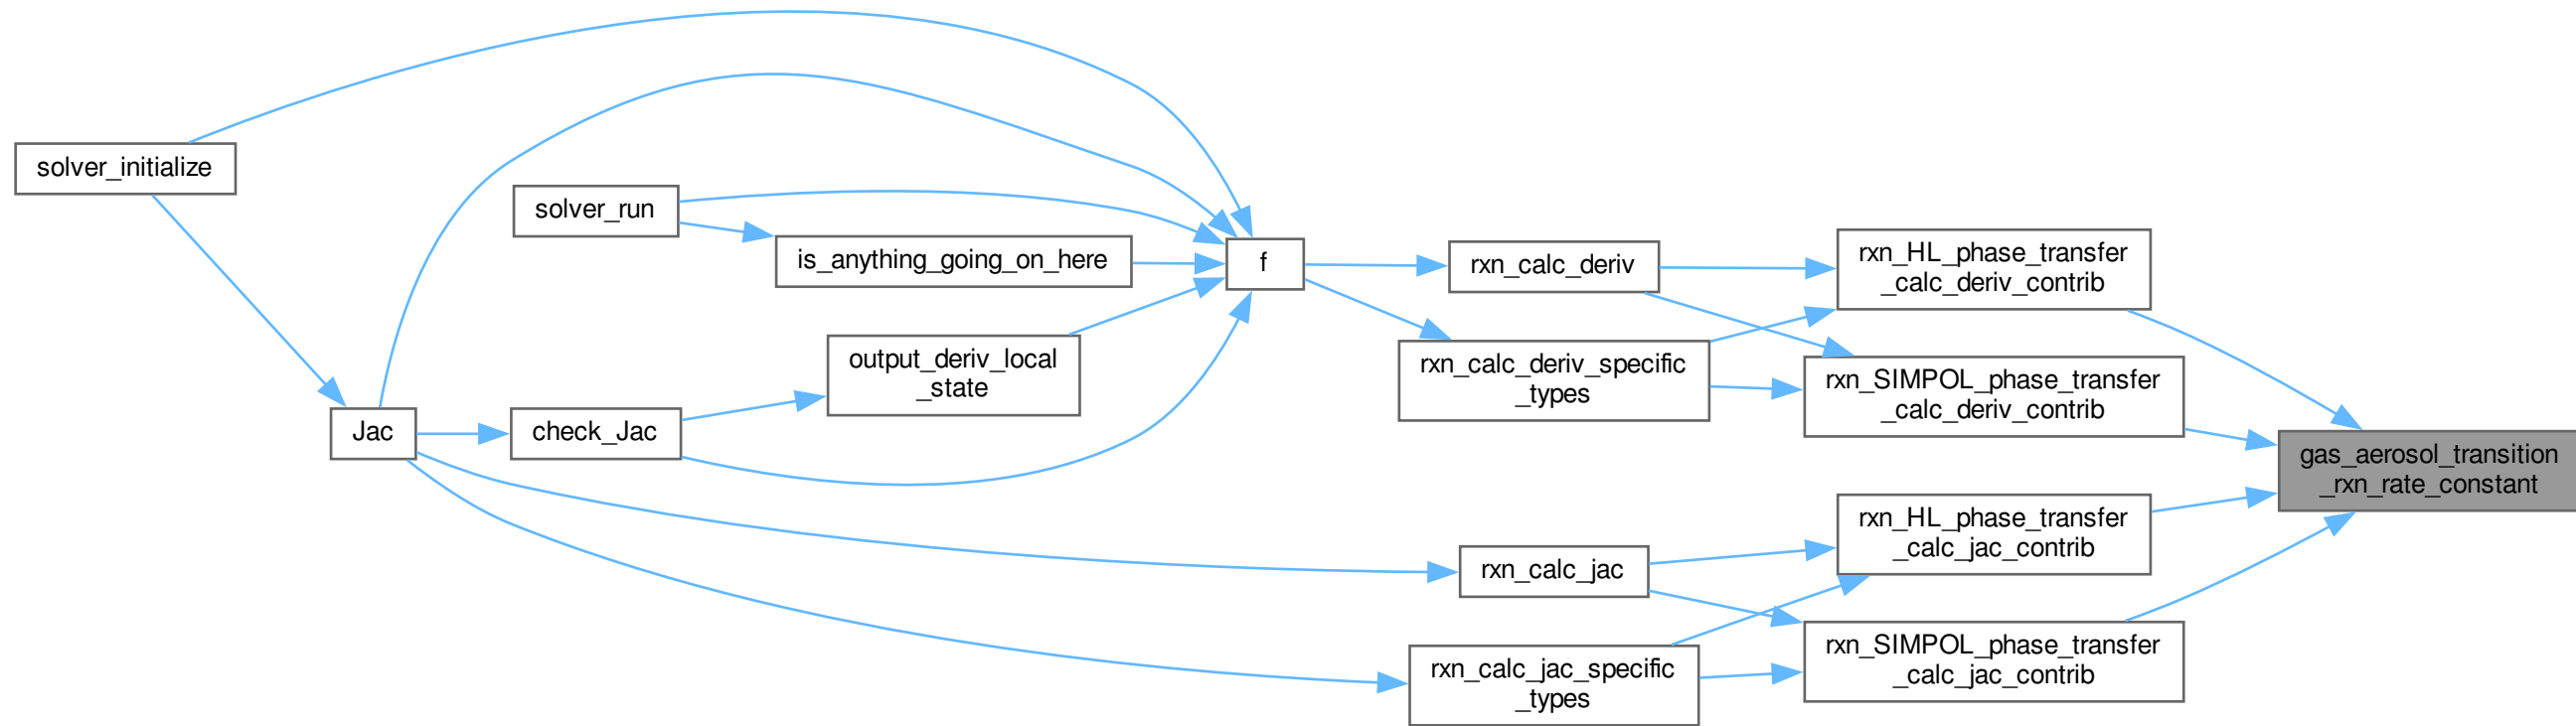 solver_initialize
solver_run
is_anything_going_on_here
f
rxn_calc_deriv
rxn_HL_phase_transfer
_calc_deriv_contrib
output_deriv_local
_state
rxn_calc_deriv_specific
_types
rxn_SIMPOL_phase_transfer
_calc_deriv_contrib
Jac
check_Jac
gas_aerosol_transition
_rxn_rate_constant
rxn_calc_jac
rxn_HL_phase_transfer
_calc_jac_contrib
rxn_calc_jac_specific
_types
rxn_SIMPOL_phase_transfer
_calc_jac_contrib